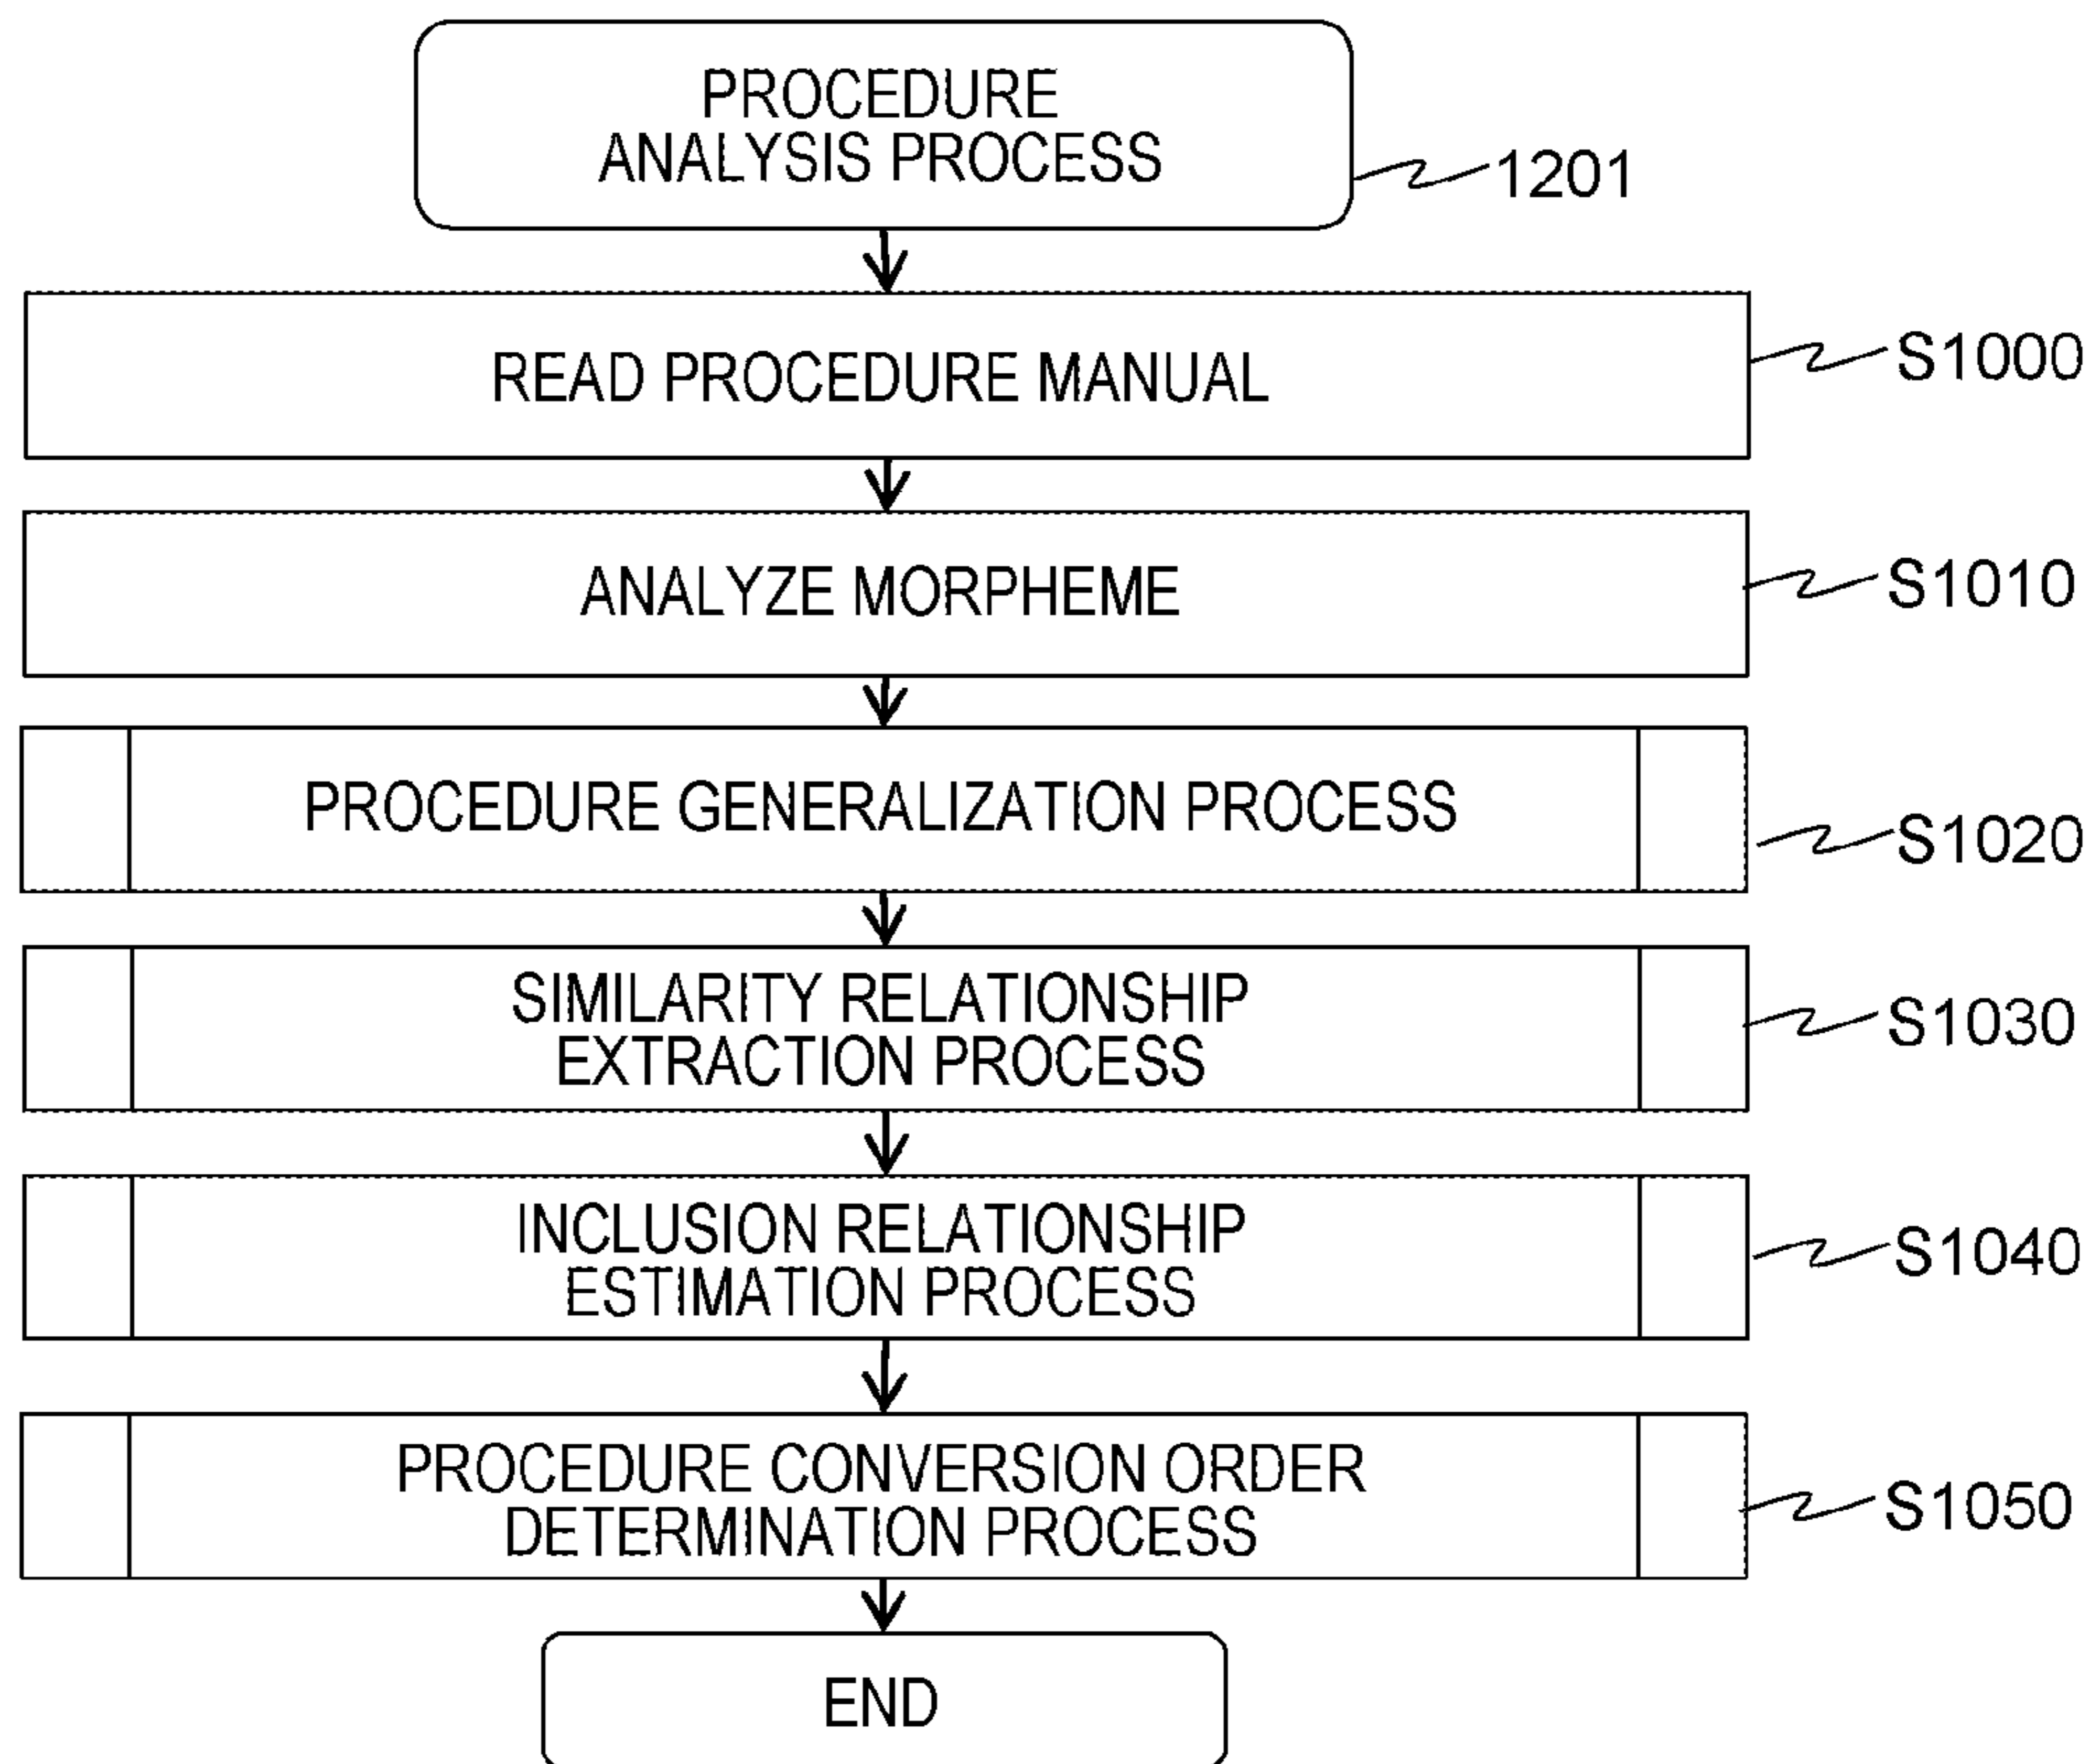 PROCEDURE
ANALYSIS PROCESS
1201
READ PROCEDURE MANUAL
S1000
ANALYZE MORPHEME
S1010
PROCEDURE GENERALIZATION PROCESS
S1020
SIMILARITY RELATIONSHIP
EXTRACTION PROCESS
S1030
INCLUSION RELATIONSHIP
ESTIMATION PROCESS
S1040
PROCEDURE CONVERSION ORDER
DETERMINATION PROCESS
S1050
END